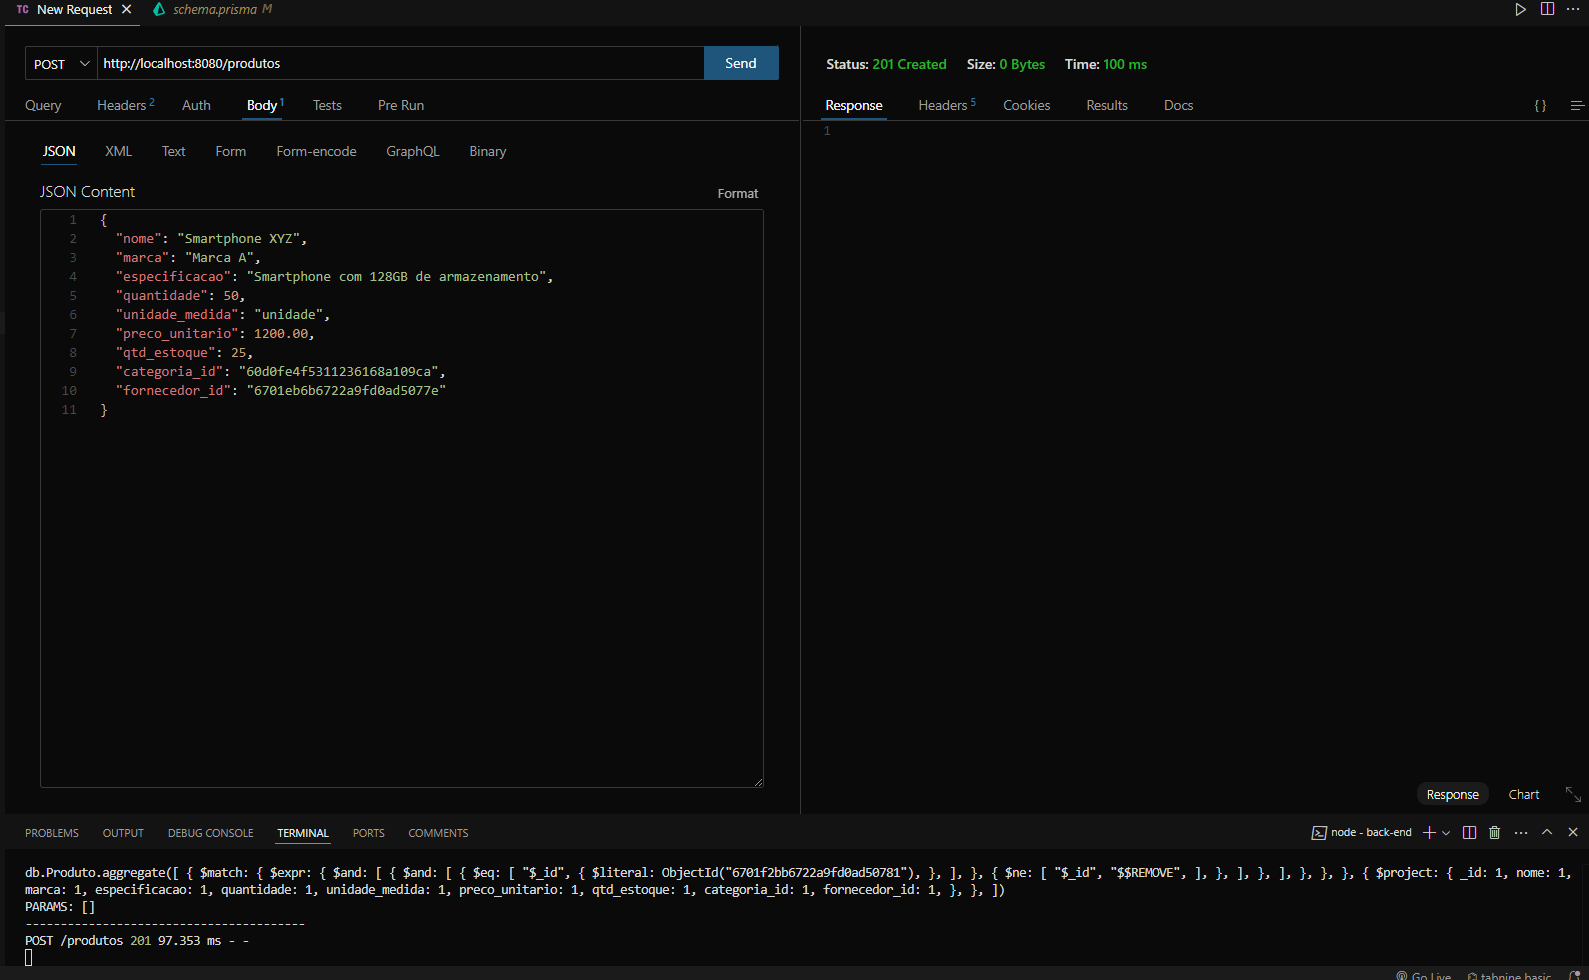 TC New Request
schema.prisma M
POST
http://localhost:8080/produtos
Send
Query Headers 2 Auth Body 1 Tests Pre Run
JSON XML Text Form Form-encode GraphQL Binary
JSON Content
Format
1 {
2 "nome": "Smartphone XYZ",
3 "marca": "Marca A",
4 "especificacao": "Smartphone com 128GB de armazenamento",
5 "quantidade": 50,
6 "unidade_medida": "unidade",
7 "preco_unitario": 1200.00,
8 "qtd_estoque": 25,
9 "categoria_id": "60d0fe4f5311236168a109ca",
10 "fornecedor_id": "6701eb6b6722a9fd0ad5077e"
11 }
Status: 201 Created Size: 0 Bytes Time: 100 ms
Response Headers 5 Cookies Results Docs { }
1
Response Chart
PROBLEMS OUTPUT DEBUG CONSOLE TERMINAL PORTS COMMENTS
node - back-end
db.Produto.aggregate([ { $match: { $expr: { $and: [ { $and: [ { $eq: [ "$_id", { $literal: ObjectId("6701f2bb6722a9fd0ad50781"), }, ], }, { $ne: [ "$_id", "$$REMOVE", ], }, ], }, ], }, }, }, { $project: { _id: 1, nome: 1,
marca: 1, especificacao: 1, quantidade: 1, unidade_medida: 1, preco_unitario: 1, qtd_estoque: 1, categoria_id: 1, fornecedor_id: 1, }, }, ])
PARAMS: []
----------------------------------------
POST /produtos 201 97.353 ms - -
Go Live tabnine basic